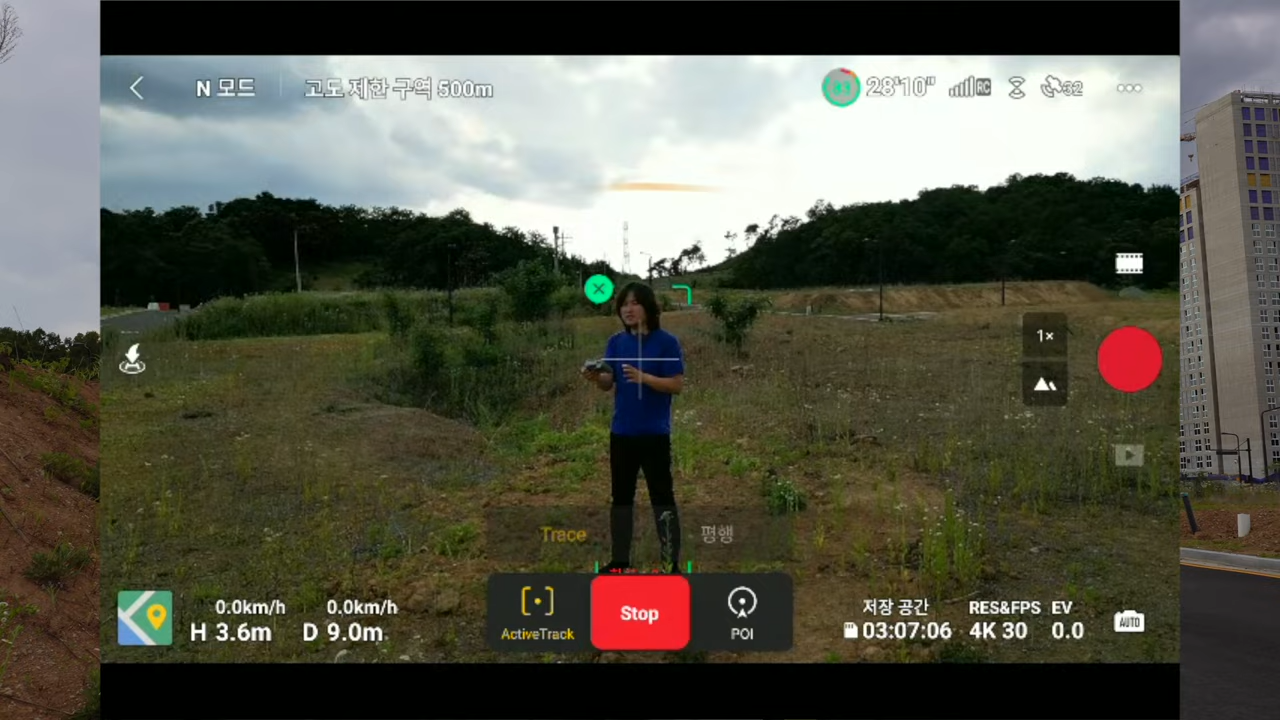 N 모드
고도 제한 구역 500m
83
28'10"
RC
32
1×
Trace
평행
ActiveTrack
Stop
POI
0.0km/h
0.0km/h
H 3.6m
D 9.0m
저장 공간
03:07:06
RES&FPS
4K 30
EV
0.0
AUTO